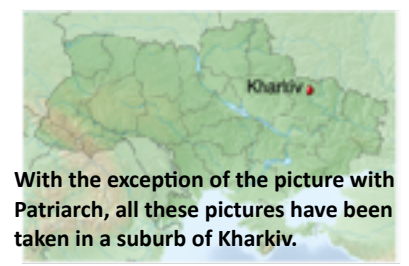 Kharkiv
With the exception of the picture with
Patriarch, all these pictures have been
taken in a suburb of Kharkiv.